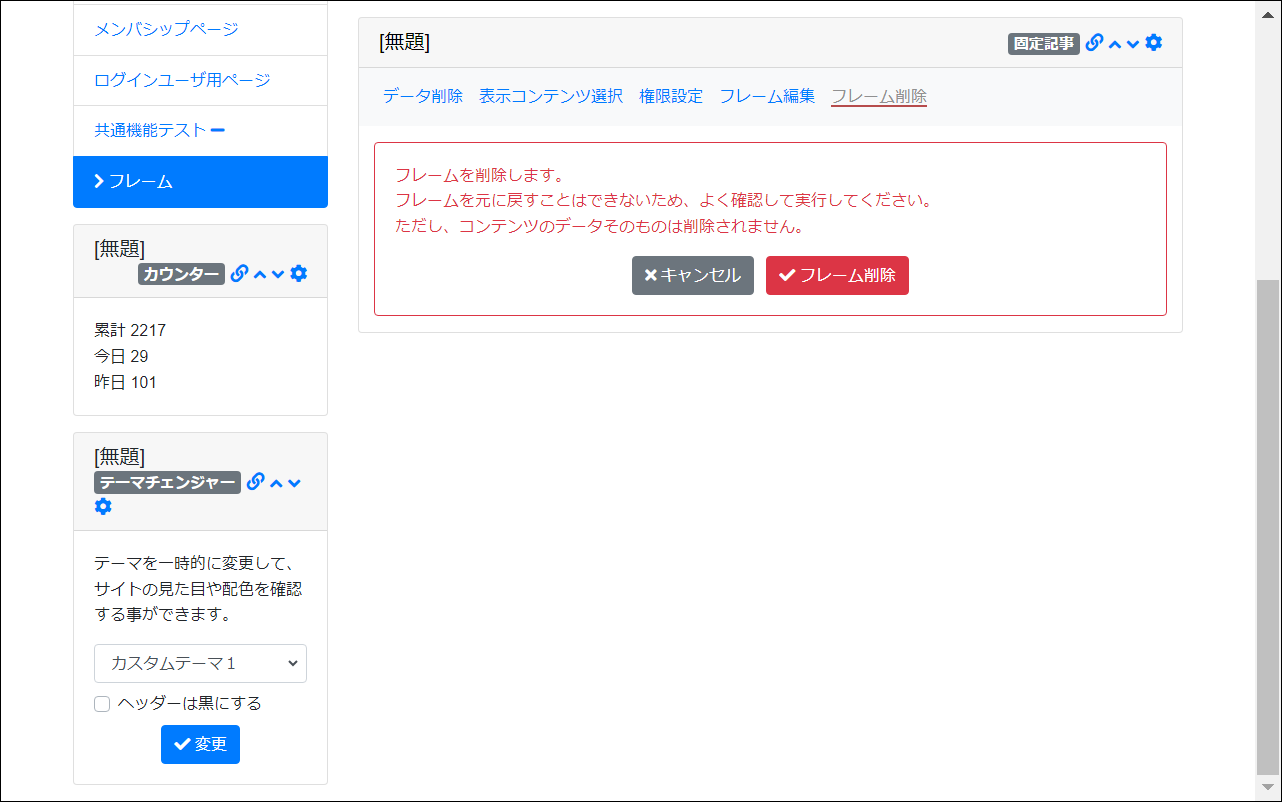 メンバシップページ
ログインユーザ用ページ
共通機能テスト
フレーム
[無題]
カウンター
累計 2217
今日 29
昨日 101
[無題]
テーマチェンジャー
テーマを一時的に変更して、
サイトの見た目や配色を確認
する事ができます。
カスタムテーマ１
ヘッダーは黒にする
変更
[無題]
固定記事
データ削除 表示コンテンツ選択 権限設定 フレーム編集 フレーム削除
フレームを削除します。
フレームを元に戻すことはできないため、よく確認して実行してください。
ただし、コンテンツのデータそのものは削除されません。
キャンセル フレーム削除